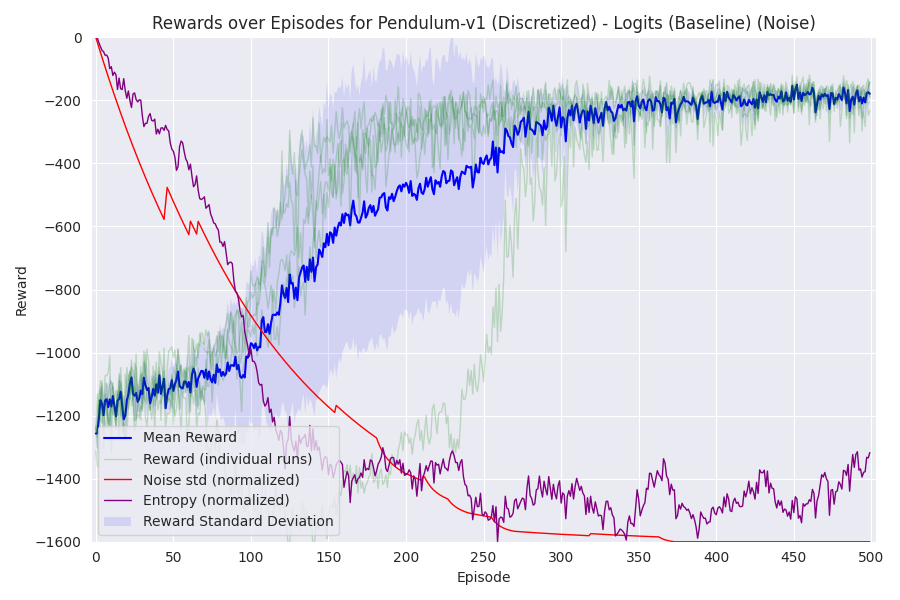 Rewards over Episodes for Pendulum-v1 (Discretized) - Logits (Baseline) (Noise)
0
−200
−400
−600
−800
−1000
−1200
−1400
−1600
Reward
Mean Reward
Reward (individual runs)
Noise std (normalized)
Entropy (normalized)
Reward Standard Deviation
0 50 100 150 200 250 300 350 400 450 500
Episode